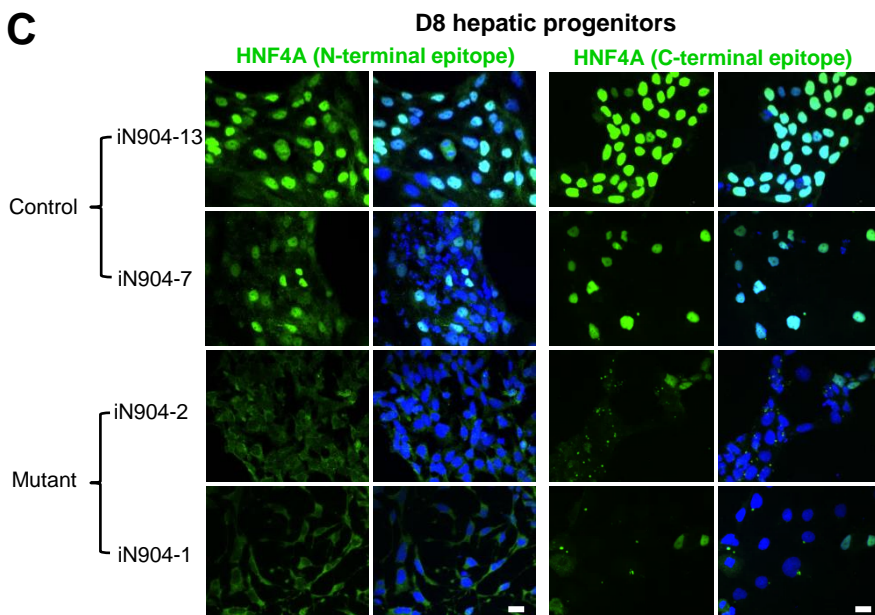 C
D8 hepatic progenitors
HNF4A (N-terminal epitope)
HNF4A (C-terminal epitope)
Control
iN904-13
iN904-7
Mutant
iN904-2
iN904-1